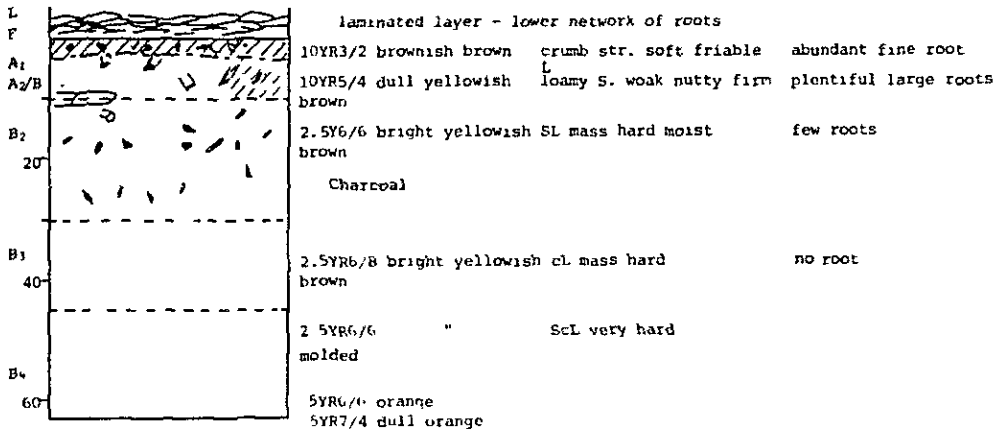 L
laminated layer - lower network of roots
F
A1 10YR3/2 brownish brown crumb str. soft friable abundant fine root
L
A2/B 10YR5/4 dull yellowish loamy S. woak nutty firm plentiful large roots
brown
B2 2.5Y6/6 bright yellowish SL mass hard moist few roots
brown
20
Charcoal
B3 2.5YR6/8 bright yellowish cL mass hard no root
brown
40
2 5YR6/6 " ScL very hard
molded
B4
60 5YR6/6 orange
5YR7/4 dull orange